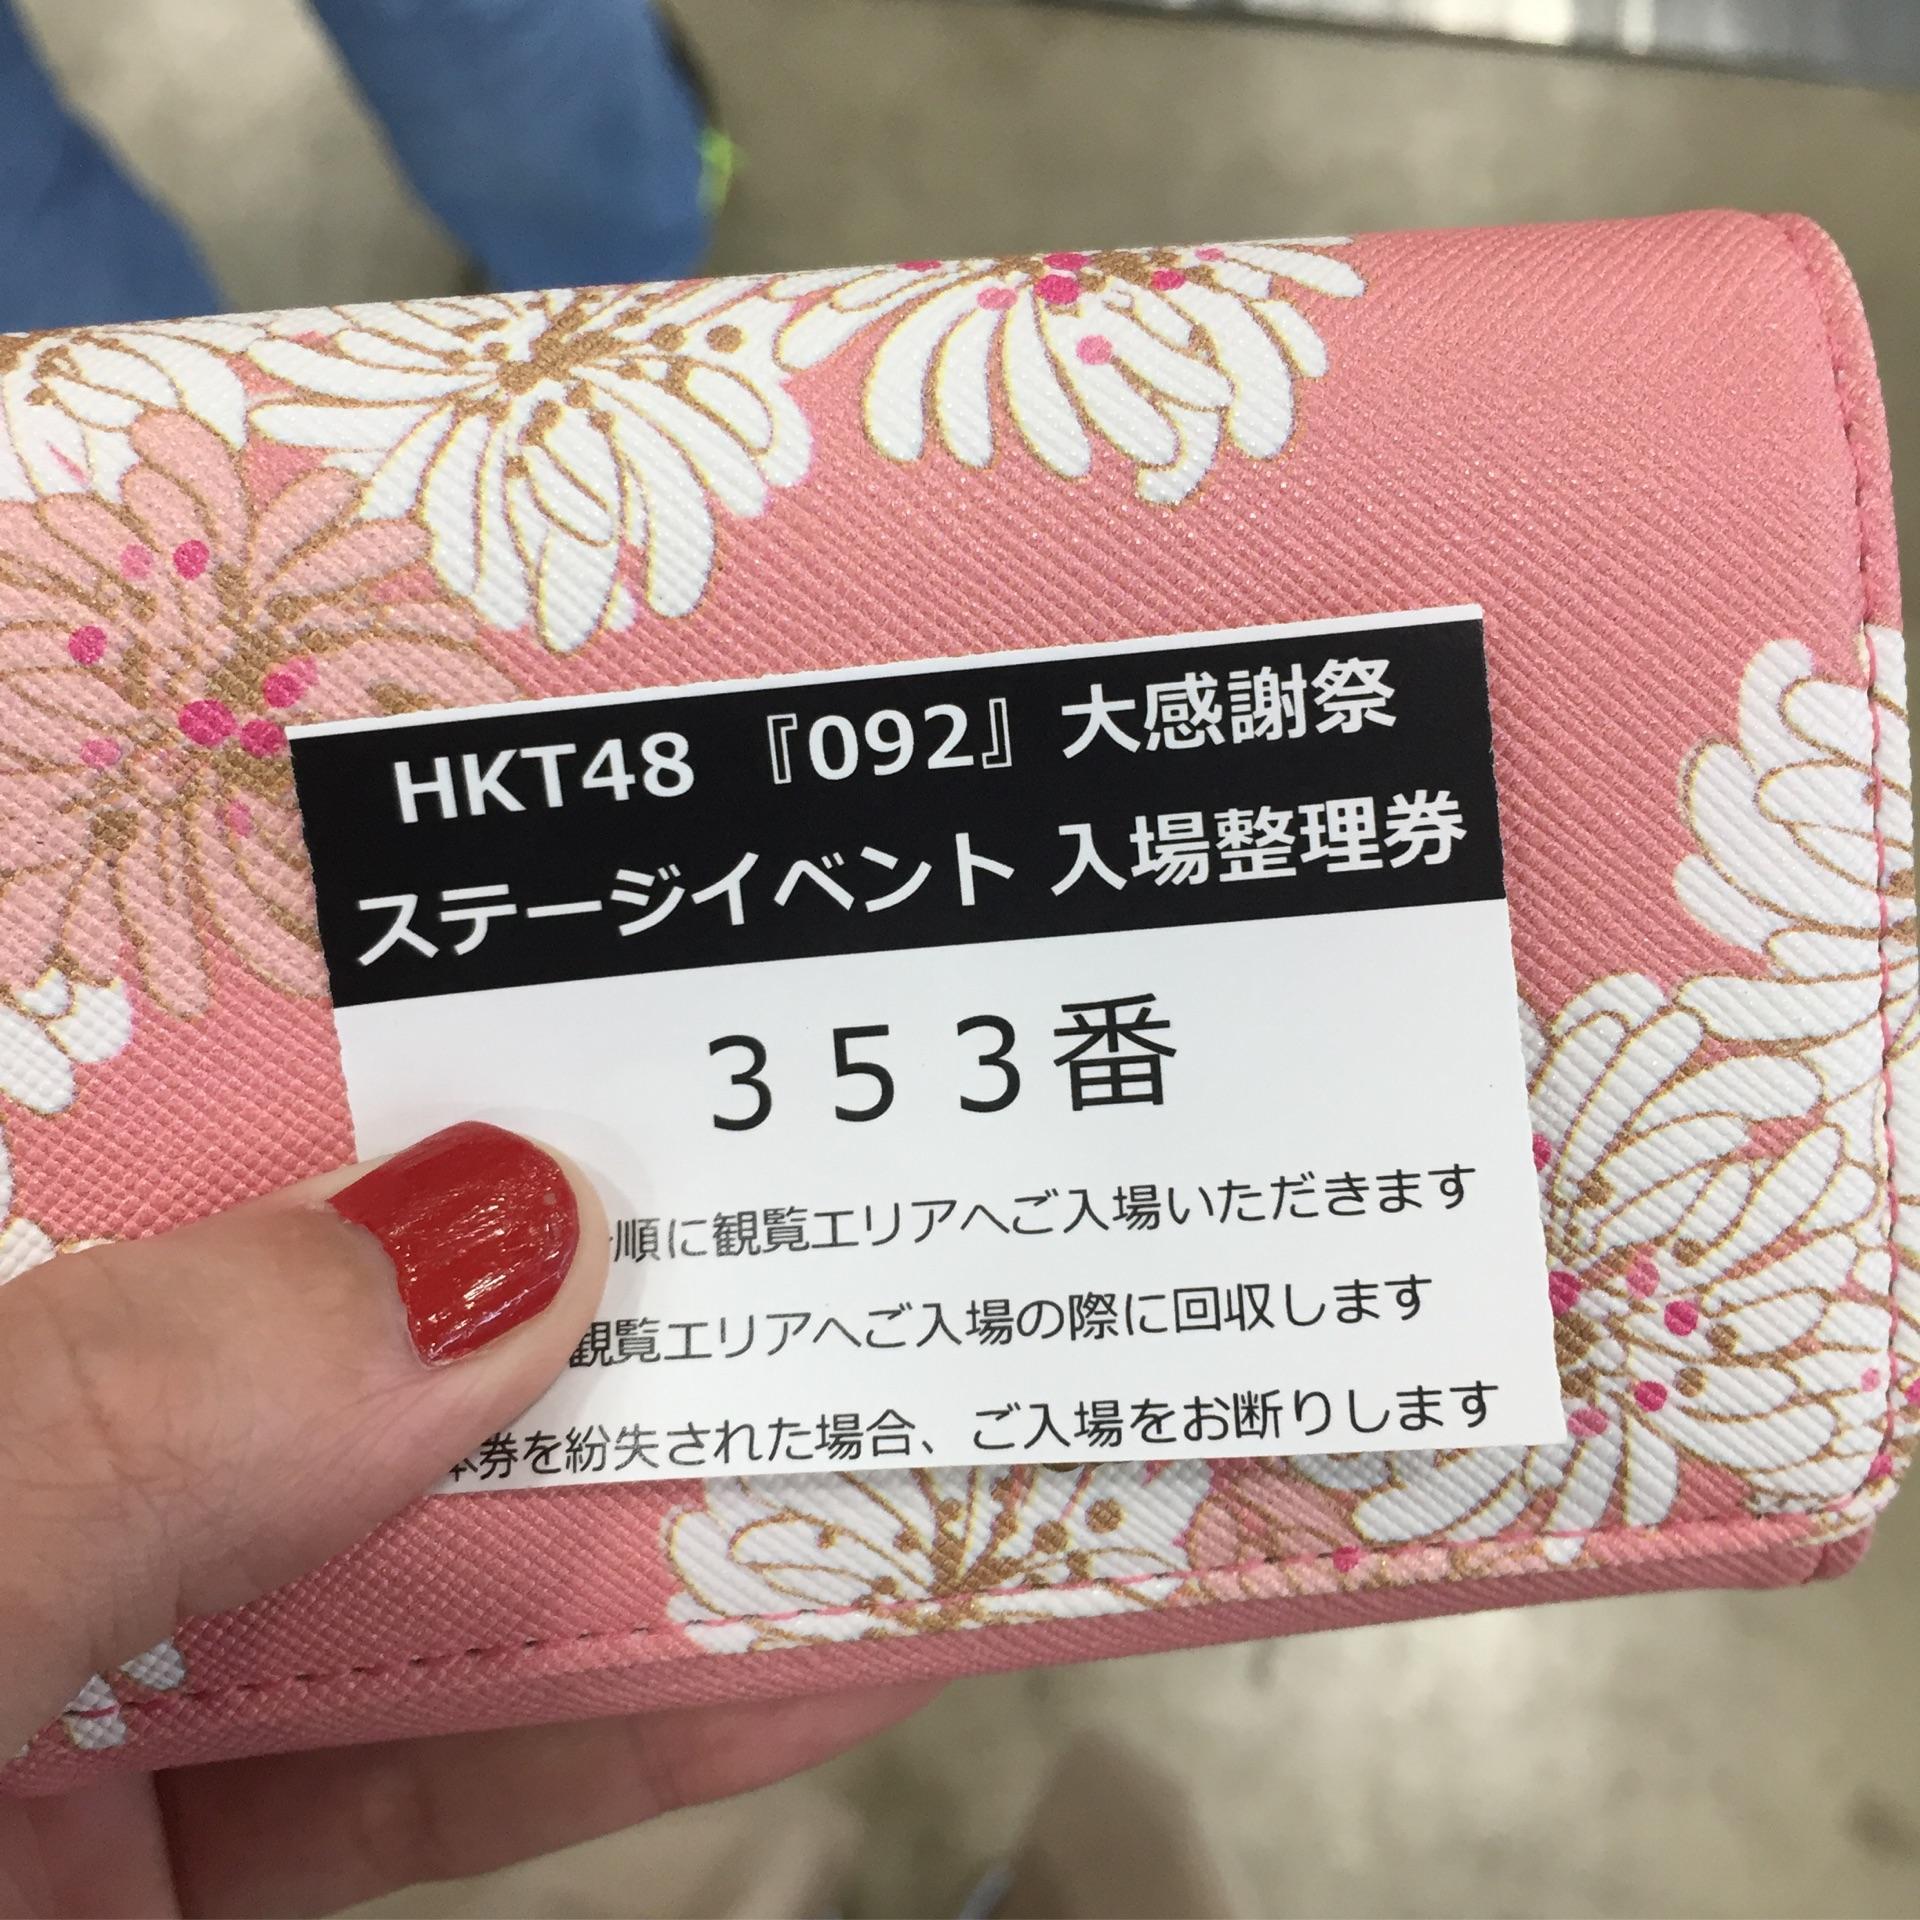 HKT48 『092』大感謝祭
ステージイベント 入場整理券
３５３番
順に観覧エリアへご入場いただきます
観覧エリアへご入場の際に回収します
本券を紛失された場合、ご入場をお断りします